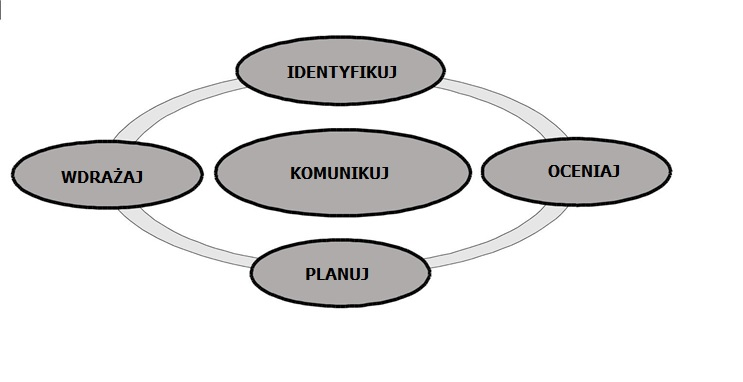 IDENTYFIKUJ
WDRAŻAJ
KOMUNIKUJ
OCENIAJ
PLANUJ